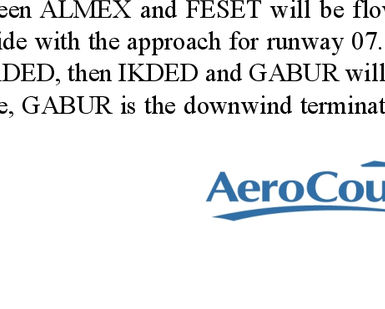 een ALMEX and FESET will be flow
ide with the approach for runway 07.
DED, then IKDED and GABUR will
e, GABUR is the downwind terminat
AeroCou